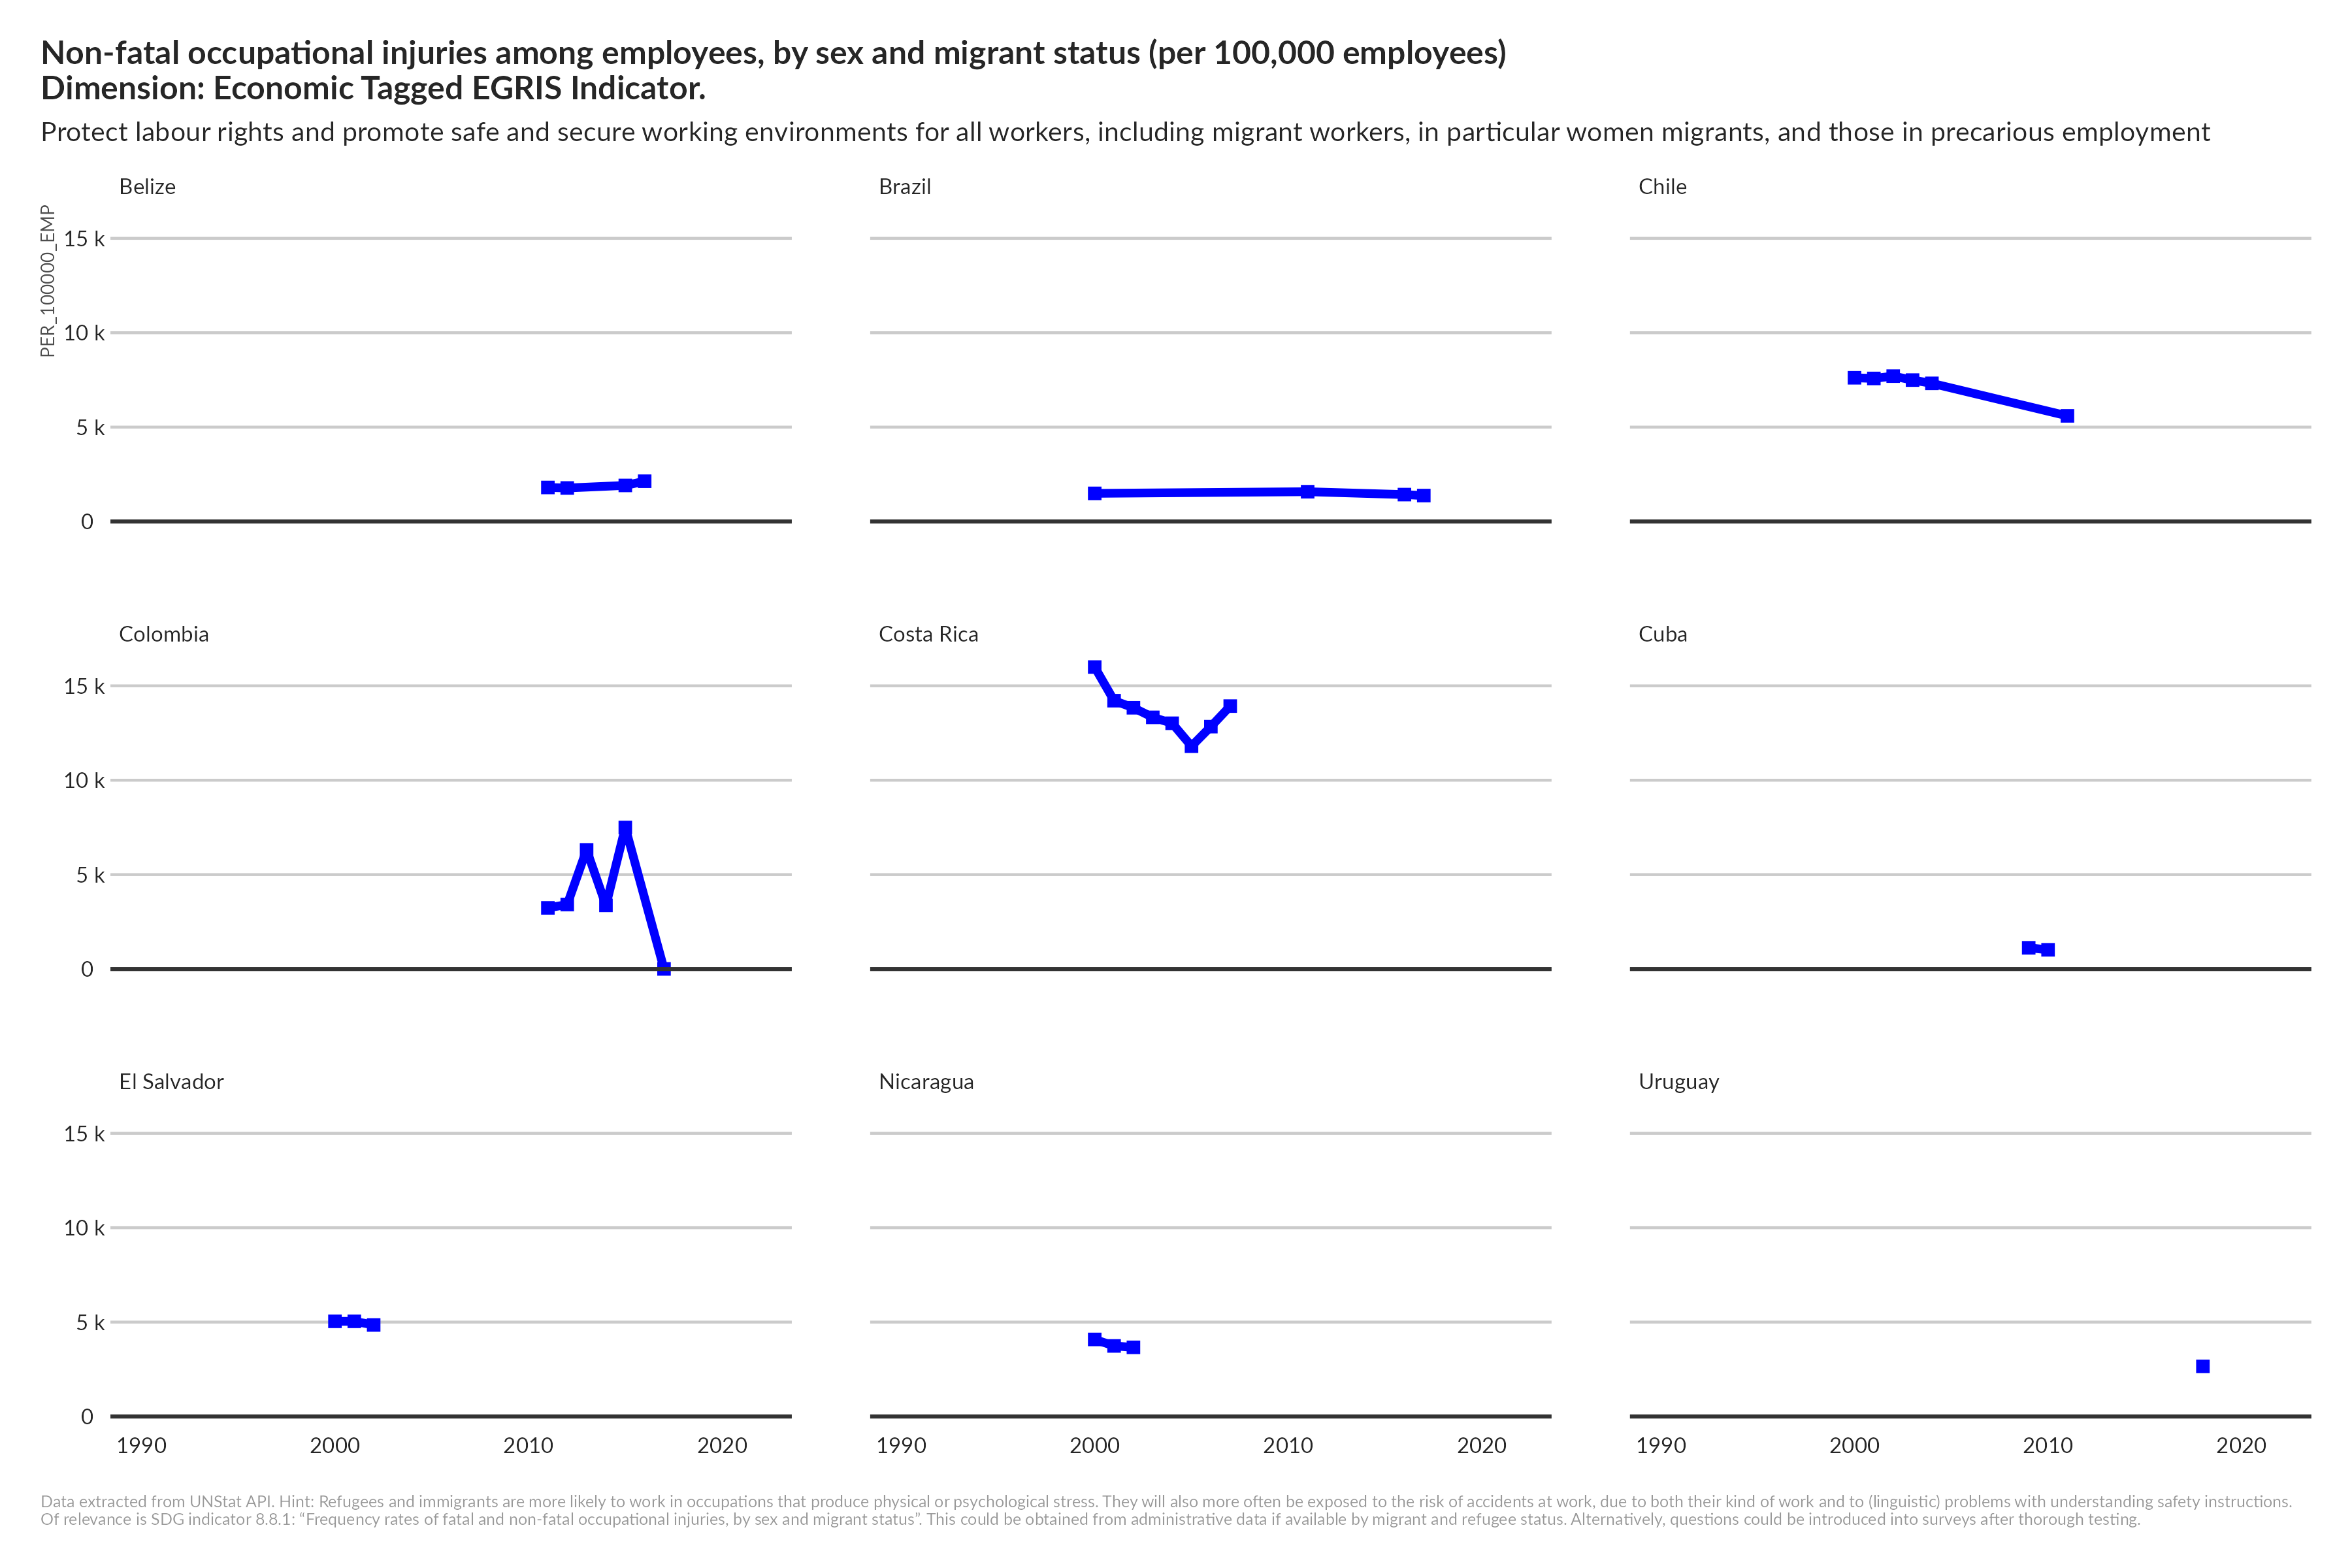 Non-fatal occupational injuries among employees, by sex and migrant status (per 100,000 employees)
Dimension: Economic Tagged EGRIS Indicator.
Protect labour rights and promote safe and secure working environments for all workers, including migrant workers, in particular women migrants, and those in precarious employment
Belize
Brazil
Chile
PER_100000_EMP
15 k
10 k
5 k
0
Colombia
Costa Rica
Cuba
15 k
10 k
5 k
0
El Salvador
Nicaragua
Uruguay
15 k
10 k
5 k
0
1990 2000 2010 2020
1990 2000 2010 2020
1990 2000 2010 2020
Data extracted from UNStat API. Hint: Refugees and immigrants are more likely to work in occupations that produce physical or psychological stress. They will also more often be exposed to the risk of accidents at work, due to both their kind of work and to (linguistic) problems with understanding safety instructions.
Of relevance is SDG indicator 8.8.1: “Frequency rates of fatal and non-fatal occupational injuries, by sex and migrant status”. This could be obtained from administrative data if available by migrant and refugee status. Alternatively, questions could be introduced into surveys after thorough testing.